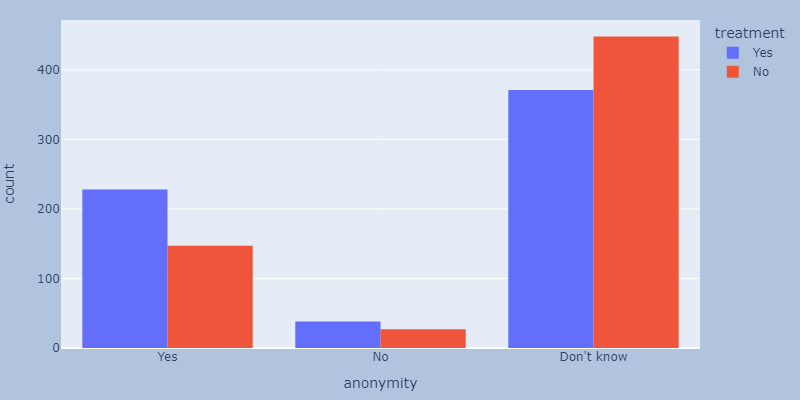 treatment
Yes
No
count
400
300
200
100
0
Yes No Don't know
anonymity